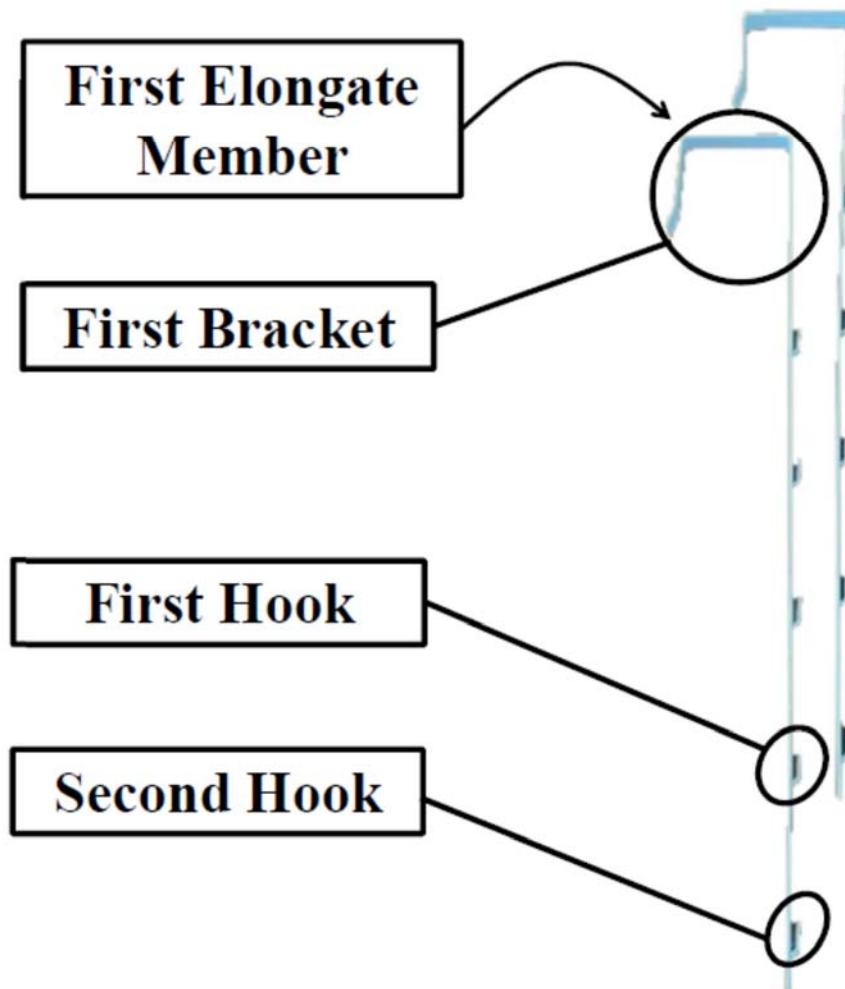 First Elongate
Member
First Bracket
First Hook
Second Hook